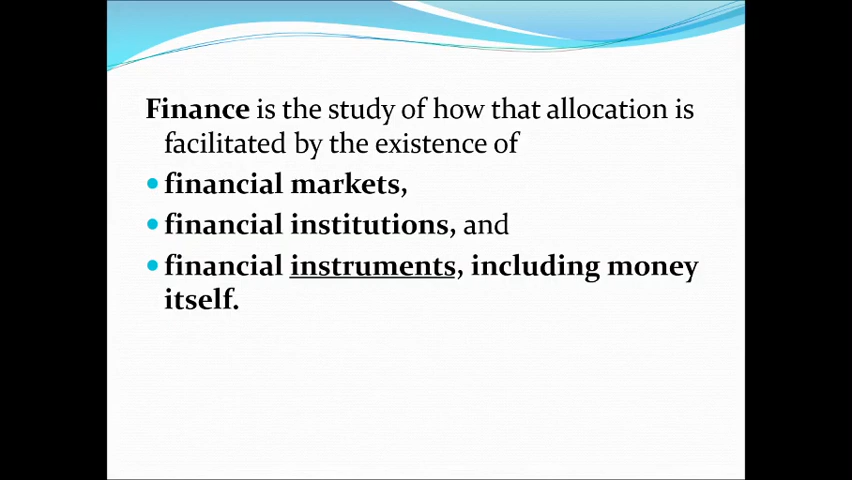 Finance is the study of how that allocation is
facilitated by the existence of
• financial markets,
• financial institutions, and
• financial instruments, including money
itself.